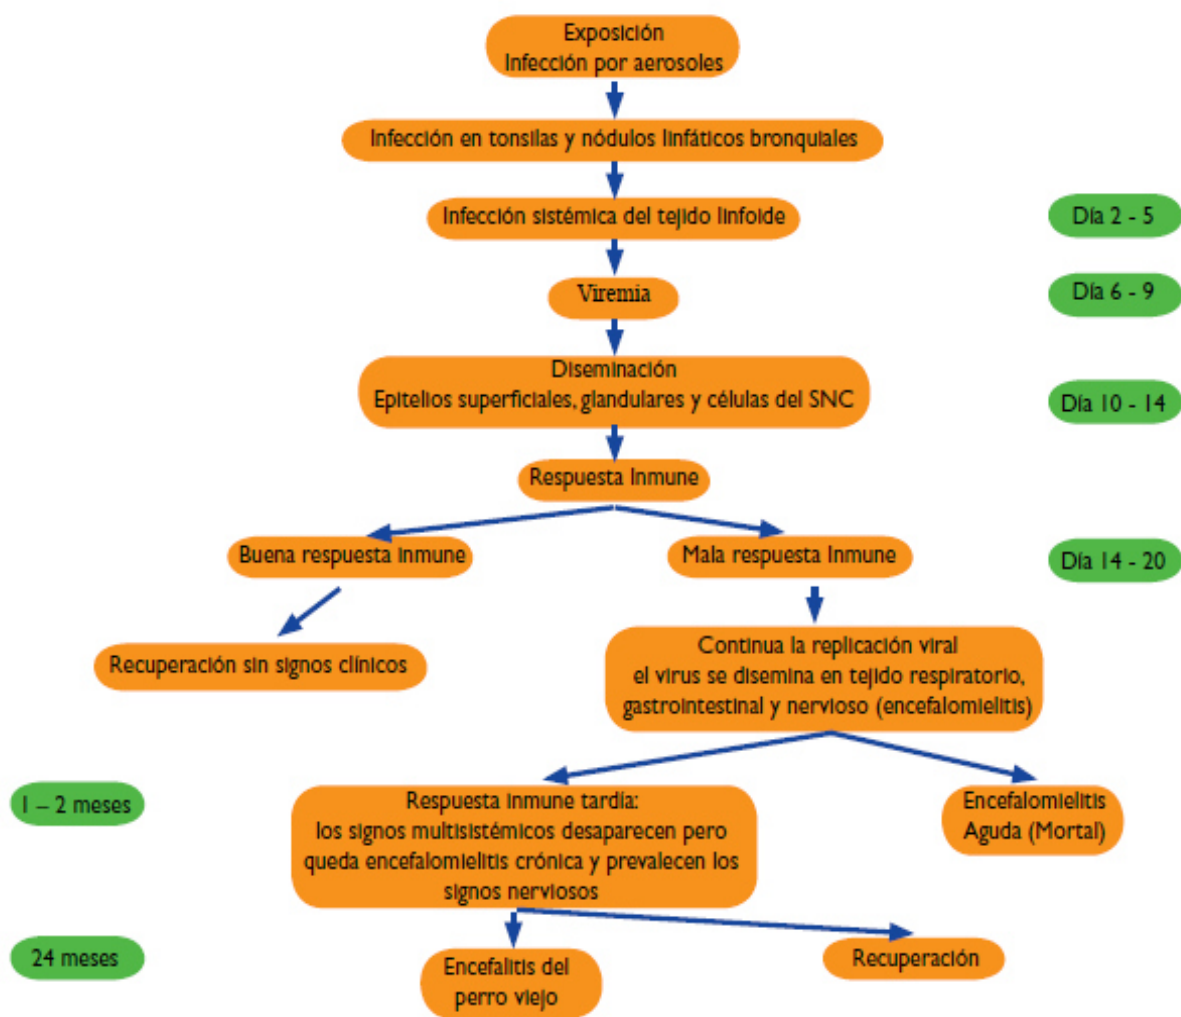 Exposición
Infección por aerosoles
Infección en tonsilas y nódulos linfáticos bronquiales
Infección sistémica del tejido linfoide
Día 2 - 5
Viremia
Día 6 - 9
Diseminación
Epitelios superficiales, glandulares y células del SNC
Día 10 - 14
Respuesta Inmune
Buena respuesta inmune
Mala respuesta Inmune
Día 14 - 20
Recuperación sin signos clínicos
Continua la replicación viral
el virus se disemina en tejido respiratorio,
gastrointestinal y nervioso (encefalomielitis)
1 – 2 meses
Respuesta inmune tardía:
los signos multisistémicos desaparecen pero
queda encefalomielitis crónica y prevalecen los
signos nerviosos
Encefalomielitis
Aguda (Mortal)
24 meses
Encefalitis del
perro viejo
Recuperación